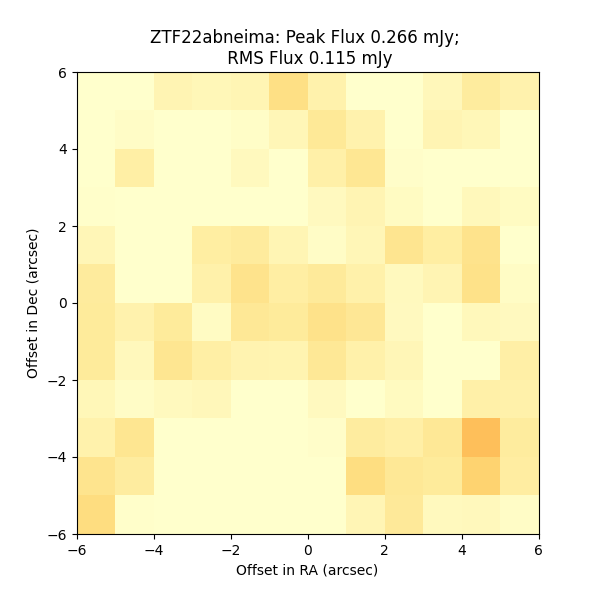 ZTF22abneima: Peak Flux 0.266 mJy;
RMS Flux 0.115 mJy
6
4
2
0
−2
−4
−6
Offset in Dec (arcsec)
−6 −4 −2 0 2 4 6
Offset in RA (arcsec)